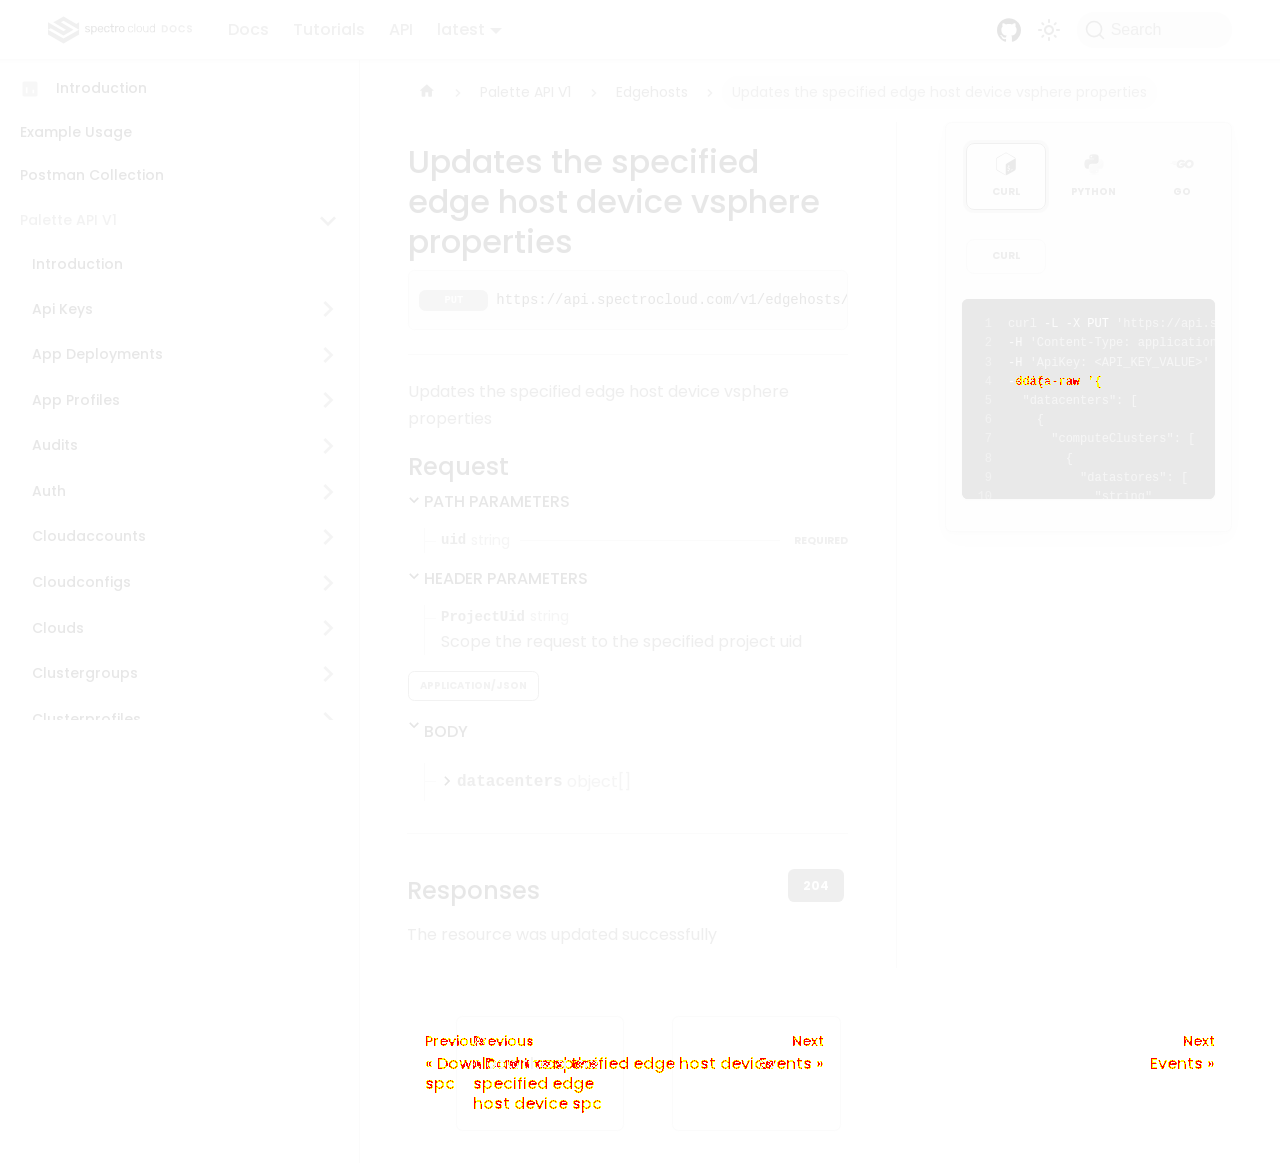 spectro cloud DOCS
Docs
Tutorials
API
latest
Search
Introduction
Example Usage
Postman Collection
Palette API V1
Introduction
Api Keys
App Deployments
App Profiles
Audits
Auth
Cloudaccounts
Cloudconfigs
Clouds
Clustergroups
Clusterprofiles
Palette API V1
Edgehosts
Updates the specified edge host device vsphere properties
Updates the specified
edge host device vsphere
properties
PUT
https://api.spectrocloud.com/v1/edgehosts/
Updates the specified edge host device vsphere
properties
Request
PATH PARAMETERS
uid string
REQUIRED
HEADER PARAMETERS
ProjectUid string
Scope the request to the specified project uid
APPLICATION/JSON
BODY
datacenters object[]
Responses
204
The resource was updated successfully
CURL
PYTHON
GO
CURL
1 curl -L -X PUT 'https://api.s
2 -H 'Content-Type: application
3 -H 'ApiKey: <API_KEY_VALUE>'
4
5 "datacenters": [
6 {
7 "computeClusters": [
8 {
9 "datastores": [
10 "string"
Previous
Previous
Next
Next
specified edge host device
Events »
Events »
spc
specified edge
host device spc